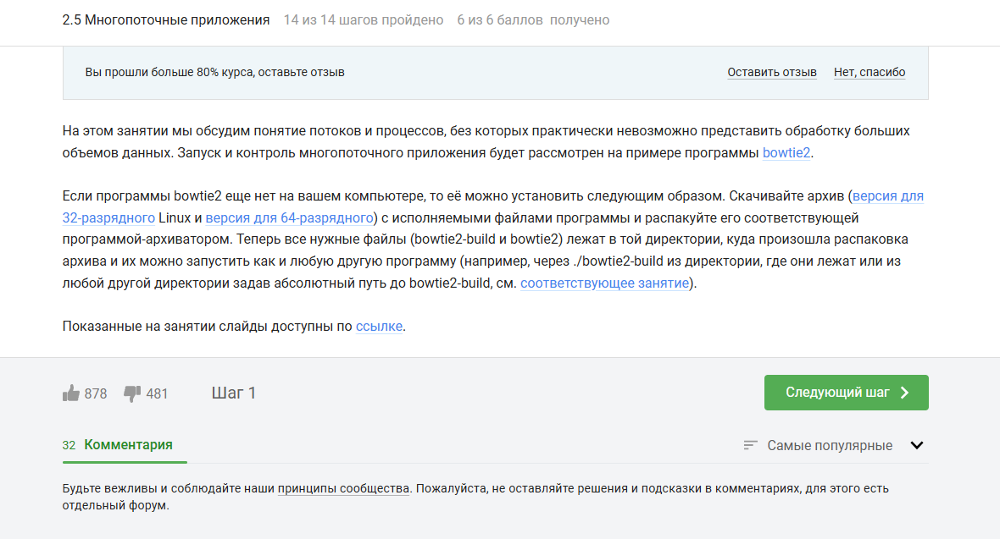 2.5 Многопоточные приложения 14 из 14 шагов пройдено 6 из 6 баллов получено
Вы прошли больше 80% курса, оставьте отзыв Оставить отзыв Нет, спасибо
На этом занятии мы обсудим понятие потоков и процессов, без которых практически невозможно представить обработку больших
объемов данных. Запуск и контроль многопоточного приложения будет рассмотрен на примере программы bowtie2.
Если программы bowtie2 еще нет на вашем компьютере, то её можно установить следующим образом. Скачивайте архив (версия для
32-разрядного Linux и версия для 64-разрядного) с исполняемыми файлами программы и распакуйте его соответствующей
программой-архиватором. Теперь все нужные файлы (bowtie2-build и bowtie2) лежат в той директории, куда произошла распаковка
архива и их можно запустить как и любую другую программу (например, через ./bowtie2-build из директории, где они лежат или из
любой другой директории задав абсолютный путь до bowtie2-build, см. соответствующее занятие).
Показанные на занятии слайды доступны по ссылке.
878 481 Шаг 1 Следующий шаг
32 Комментария Самые популярные
Будьте вежливы и соблюдайте наши принципы сообщества. Пожалуйста, не оставляйте решения и подсказки в комментариях, для этого есть
отдельный форум.